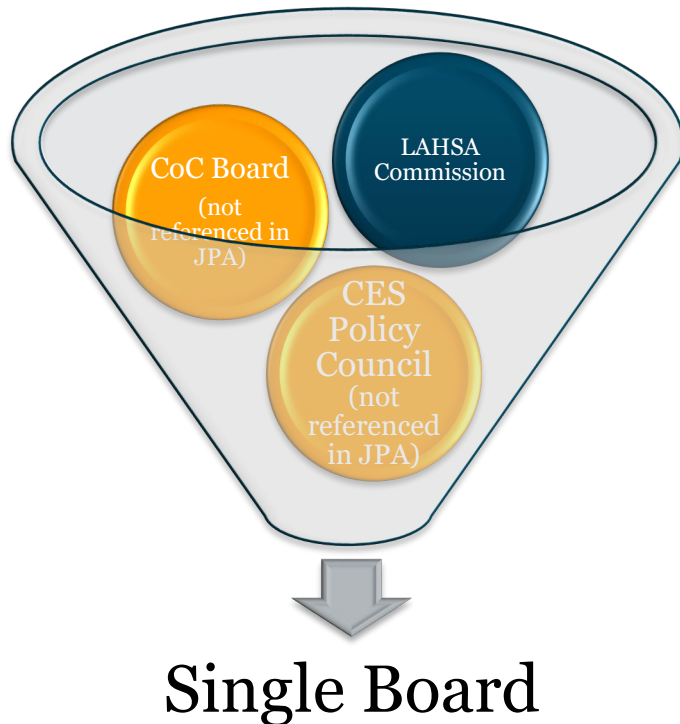 CoC Board
(not
referenced in
JPA)
LAHSA
Commission
CES
Policy
Council
(not
referenced
in JPA)
Single Board